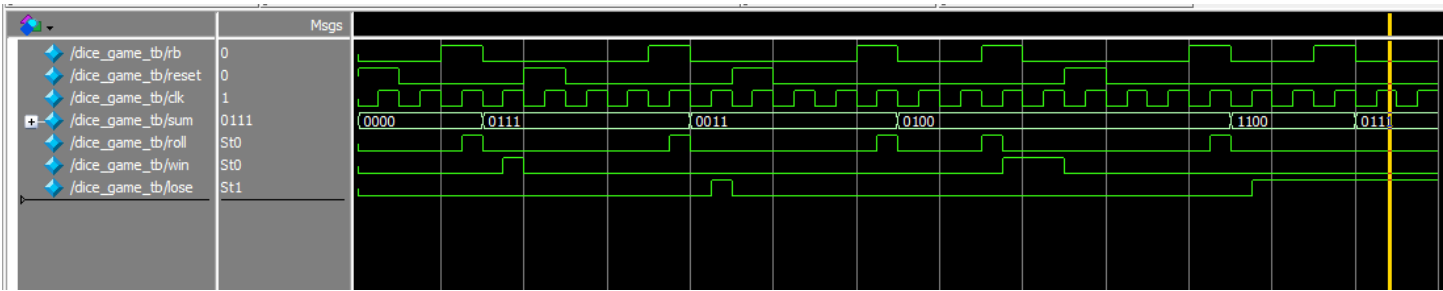 Msgs
/dice_game_tb/rb 0
/dice_game_tb/reset 0
/dice_game_tb/clk 1
/dice_game_tb/sum 0111 0000 0111 0011 0100 1100 011
/dice_game_tb/roll St0
/dice_game_tb/win St0
/dice_game_tb/lose St1